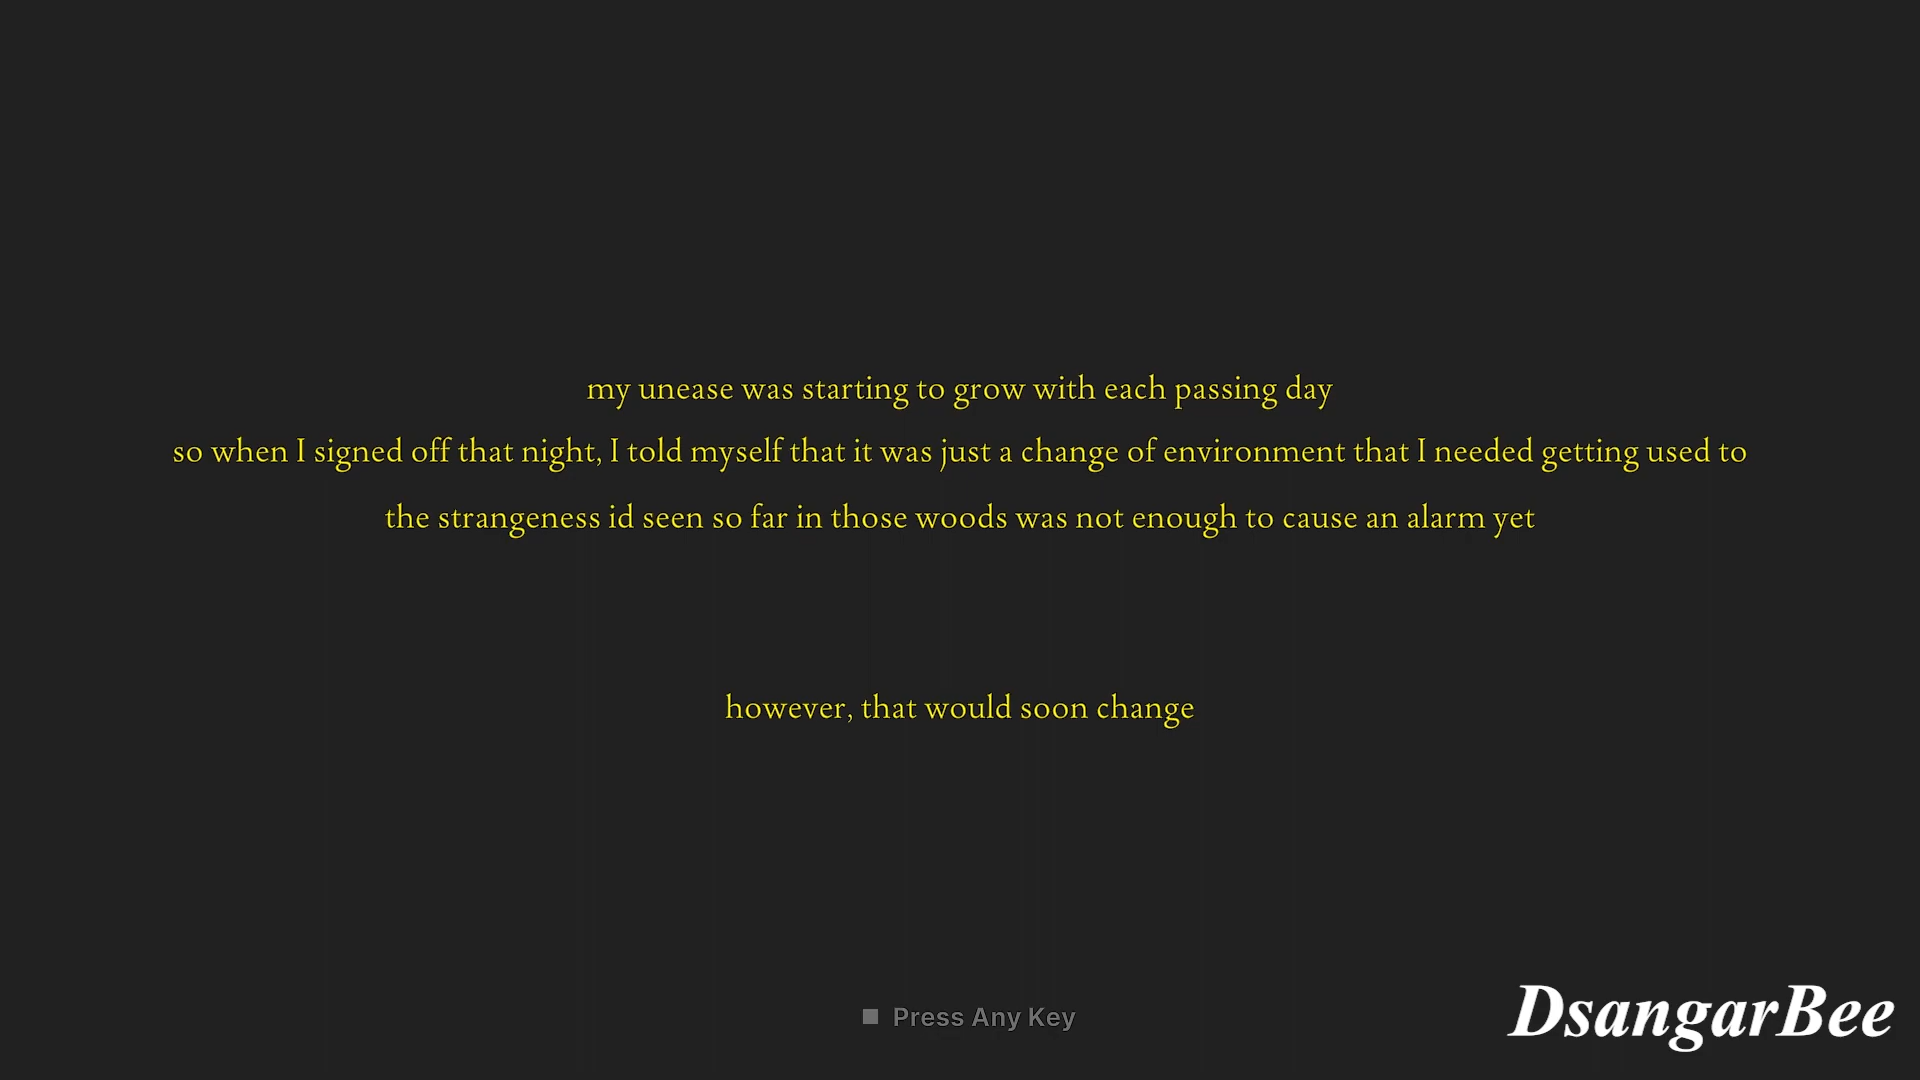 my unease was starting to grow with each passing day
so when I signed off that night, I told myself that it was just a change of environment that I needed getting used to
the strangeness id seen so far in those woods was not enough to cause an alarm yet
however, that would soon change
Press Any Key
DsangarBee